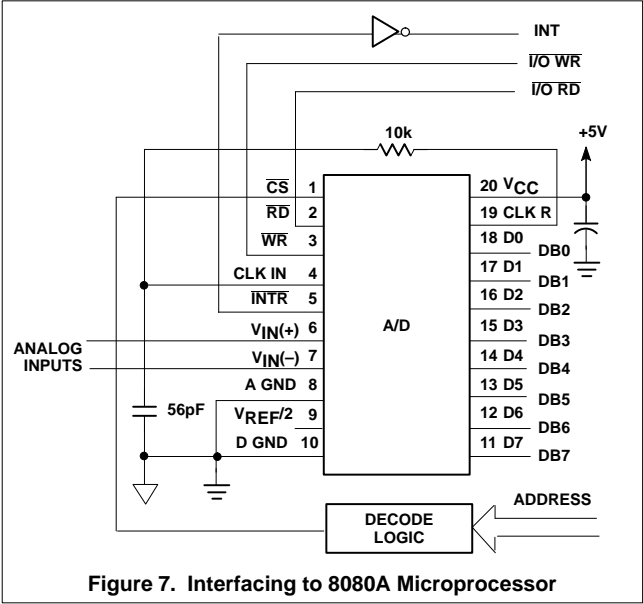 INT
I/O WR
I/O RD
10k
+5V
CS 1
RD 2
WR 3
CLK IN 4
INTR 5
VIN(+) 6
VIN(–) 7
A GND 8
VREF/2 9
D GND 10
ANALOG
INPUTS
56pF
A/D
20 VCC
19 CLK R
18 D0
DB0
17 D1
DB1
16 D2
DB2
15 D3
DB3
14 D4
DB4
13 D5
DB5
12 D6
DB6
11 D7
DB7
ADDRESS
DECODE
LOGIC
Figure 7. Interfacing to 8080A Microprocessor